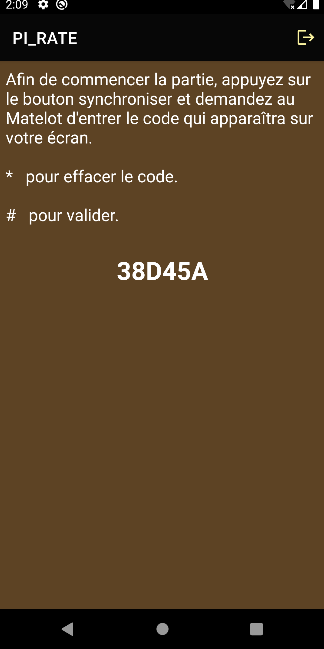 2:09
PI_RATE
Afin de commencer la partie, appuyez sur
le bouton synchroniser et demandez au
Matelot d'entrer le code qui apparaîtra sur
votre écran.
* pour effacer le code.
# pour valider.
38D45A